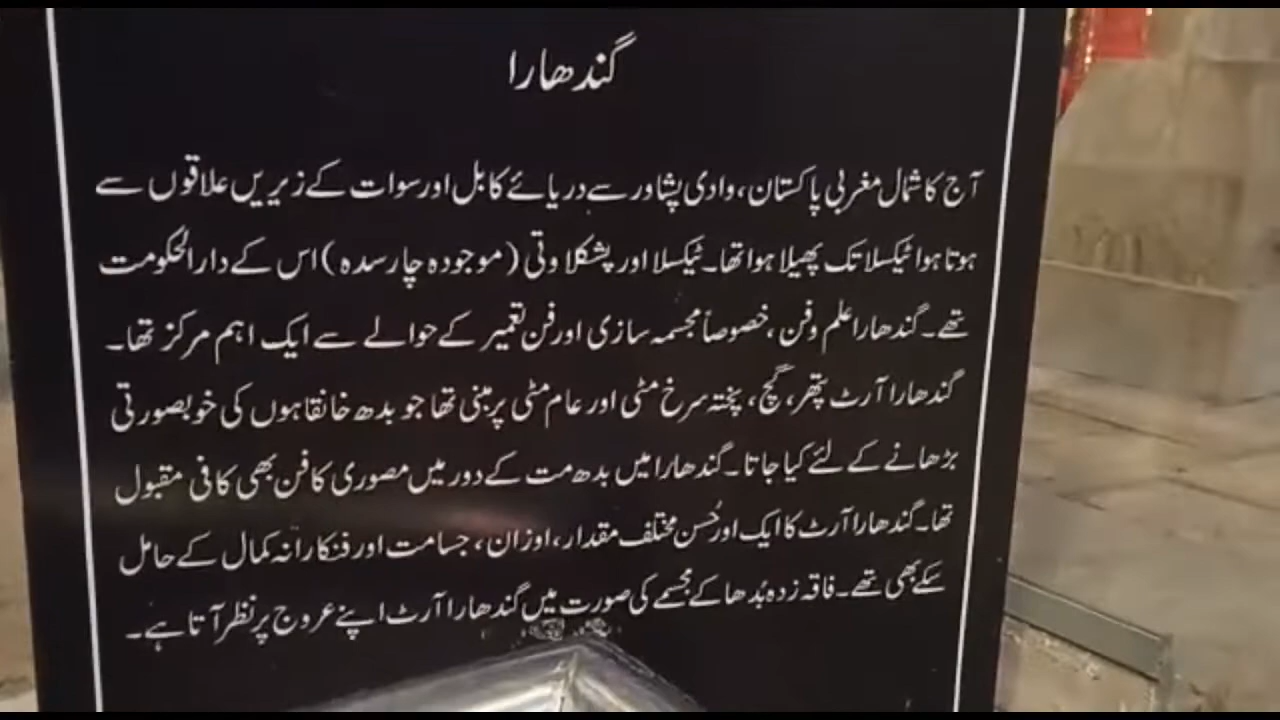 گندھارا
آج کا شمال مغربی پاکستان، وادی پشاور سے دریائے کابل اور سوات کے زیریں علاقوں سے
ہوتا ہوا ٹیکسلا تک پھیلا ہوا تھا۔ ٹیکسلا اور پشکلاوتی (موجودہ چارسدہ) اس کے دارالحکومت
تھے۔ گندھارا علم و فن، خصوصاً مجسمہ سازی اور فن تعمیر کے حوالے سے ایک اہم مرکز تھا۔
گندھارا آرٹ پتھر، گچ، پختہ سرخ مٹی اور عام مٹی پر مبنی تھا جو بدھ خانقاہوں کی خوبصورتی
بڑھانے کے لئے کیا جاتا۔ گندھارا میں بدھ مت کے دور میں مصوری کا فن بھی کافی مقبول
تھا۔ گندھارا آرٹ کا ایک اور حُسن مختلف مقدار، اوزان، جسامت اور فنکارانہ کمال کے حامل
سکے بھی تھے۔ فاقہ زدہ بُدھا کے مجسمے کی صورت میں گندھارا آرٹ اپنے عروج پر نظر آتا ہے۔